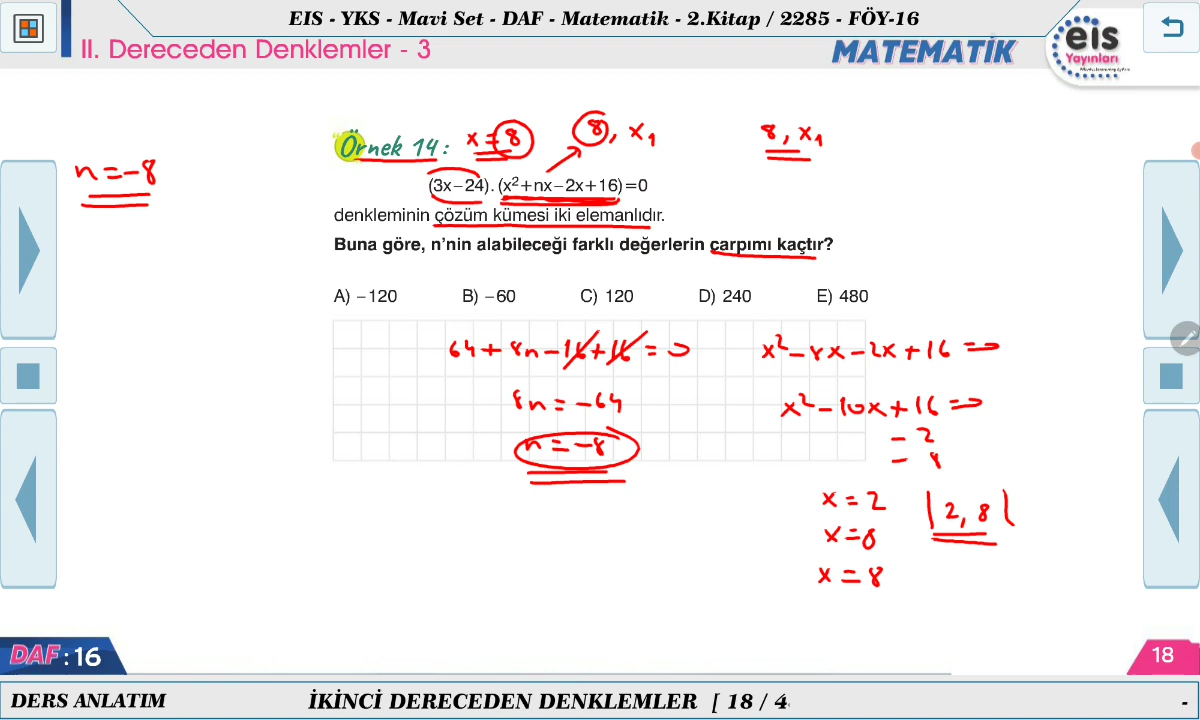 EIS - YKS - Mavi Set - DAF - Matematik - 2.Kitap / 2285 - FÖY-16
II. Dereceden Denklemler - 3
MATEMATİK
eis
Yayınları
n=-8
Örnek 14 :
x=8
8, x₁
8, x₁
(3x-24).(x²+nx-2x+16)=0
denkleminin çözüm kümesi iki elemanlıdır.
Buna göre, n'nin alabileceği farklı değerlerin çarpımı kaçtır?
A) -120 B) -60 C) 120 D) 240 E) 480
64+8n-16+16=0
x²-8x-2x+16=0
8n=-64
x²-10x+16=0
n=-8
-2
-8
x=2
{2,8}
x=8
x=8
DAF : 16
18
DERS ANLATIM
İKİNCİ DERECEDEN DENKLEMLER [ 18 / 4
-